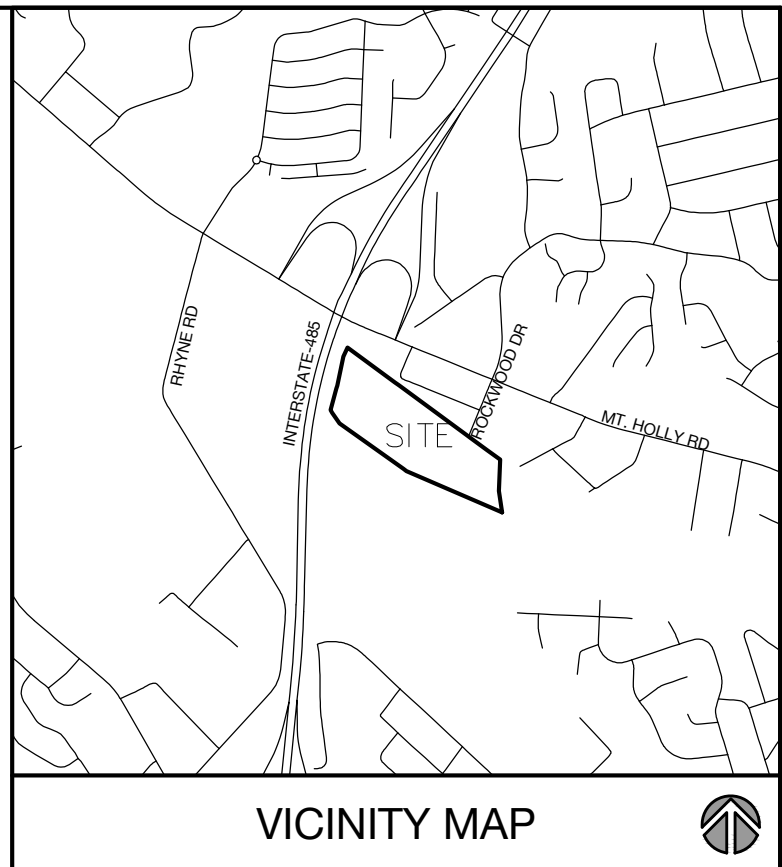 RHYNE RD
INTERSTATE-485
ROCKWOOD DR
SITE
MT. HOLLY RD
VICINITY MAP